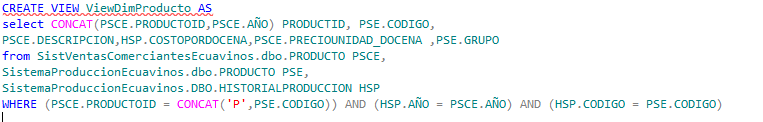 CREATE VIEW ViewDimProducto AS
select CONCAT(PSCE.PRODUCTOID,PSCE.AÑO) PRODUCTID, PSE.CODIGO,
PSCE.DESCRIPCION,HSP.COSTOPORDOCENA,PSCE.PRECIOUNIDAD_DOCENA ,PSE.GRUPO
from SistVentasComerciantesEcuavinos.dbo.PRODUCTO PSCE,
SistemaProduccionEcuavinos.dbo.PRODUCTO PSE,
SistemaProduccionEcuavinos.DBO.HISTORIALPRODUCCION HSP
WHERE (PSCE.PRODUCTOID = CONCAT('P',PSE.CODIGO)) AND (HSP.AÑO = PSCE.AÑO) AND (HSP.CODIGO = PSE.CODIGO)